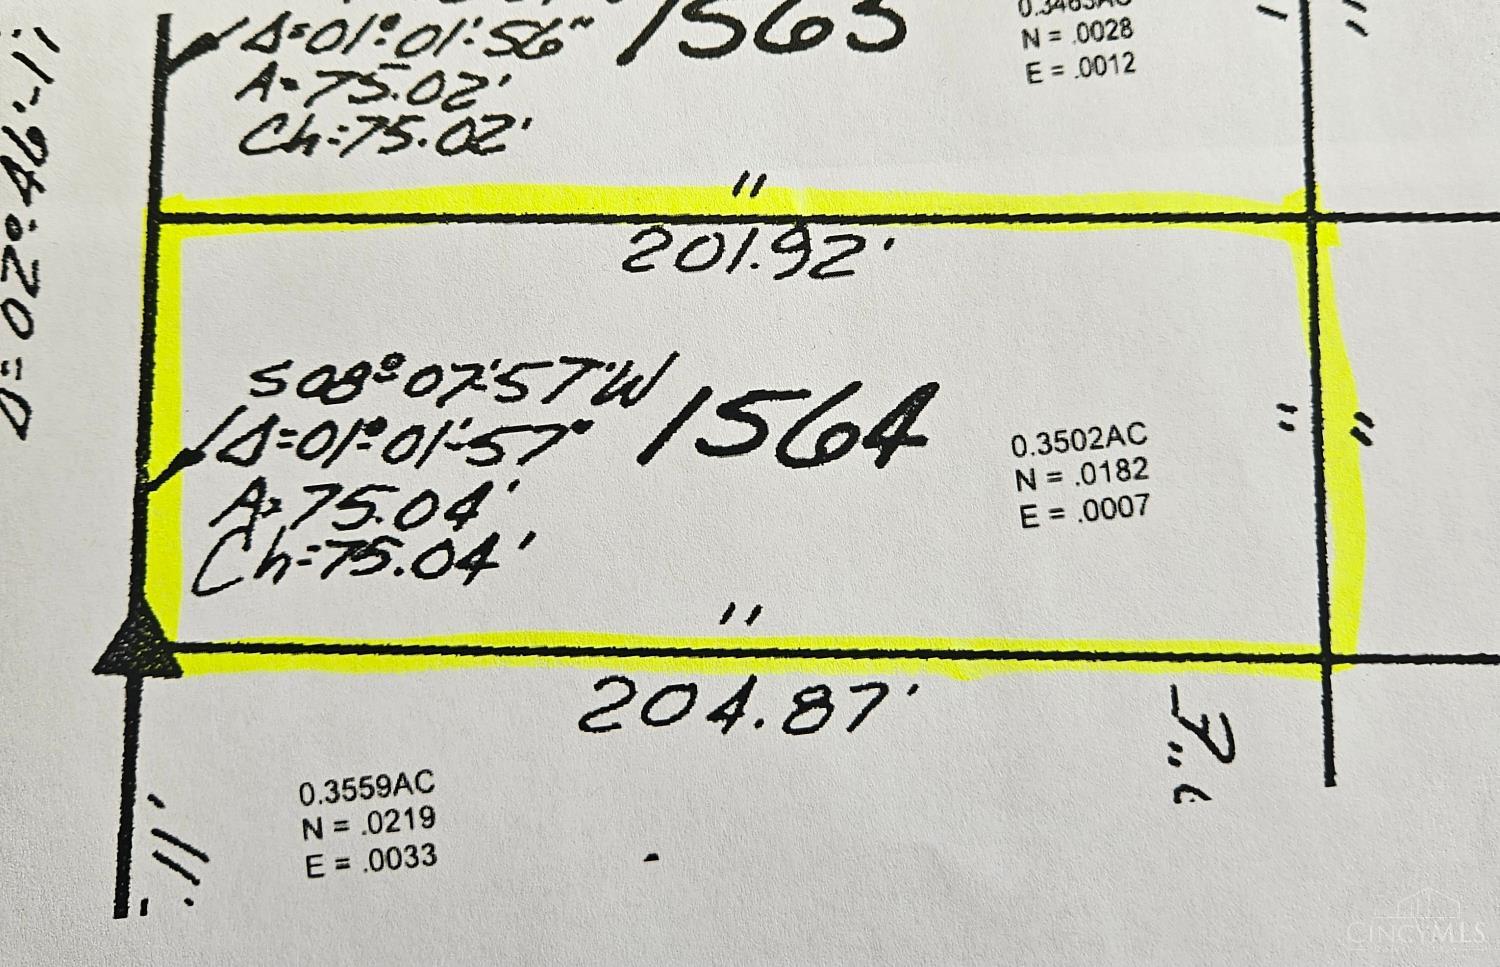 Δ=01°-01'-56"
1563
A=75.02'
Ch=75.02'
0.3463AC
N = .0028
E = .0012
Δ=02°-46'-11
"
201.92'
S08°-07'-57"W
Δ=01°-01'-57"
1564
A=75.04'
Ch=75.04'
0.3502AC
N = .0182
E = .0007
"
"
"
204.87'
0.3559AC
N = .0219
E = .0033
CINCYMLS